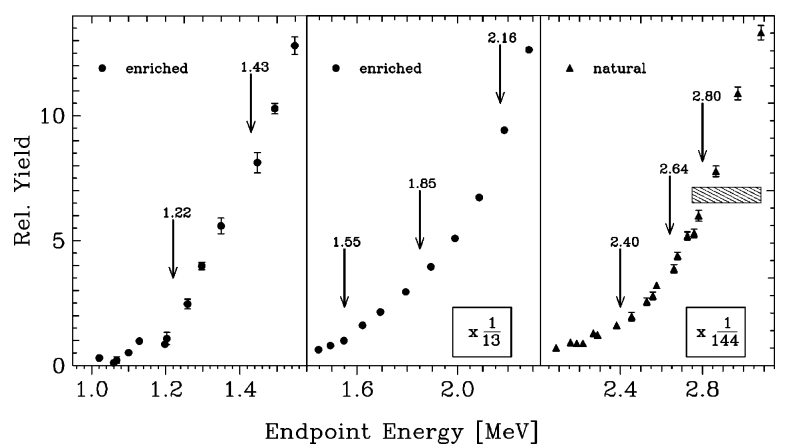 enriched
1.43
1.22
enriched
2.16
1.85
1.55
x 1/13
natural
2.80
2.64
2.40
x 1/144
Rel. Yield
10
5
0
1.0 1.2 1.4 1.6 2.0 2.4 2.8
Endpoint Energy [MeV]